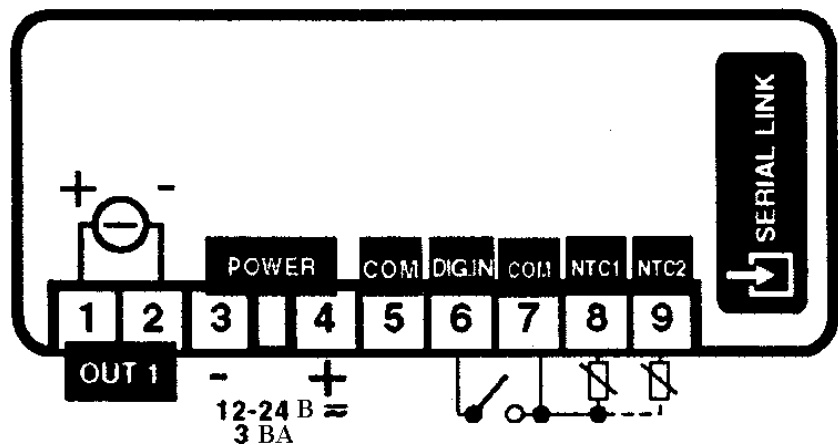 SERIAL LINK
+ -
POWER COM DIG.IN COM NTC1 NTC2
1 2 3 4 5 6 7 8 9
OUT 1 - +
12-24 В ≂
3 ВА